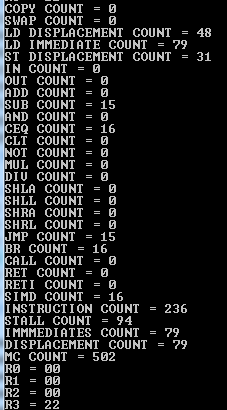 COPY COUNT = 0
SWAP COUNT = 0
LD DISPLACEMENT COUNT = 48
LD IMMEDIATE COUNT = 79
ST DISPLACEMENT COUNT = 31
IN COUNT = 0
OUT COUNT = 0
ADD COUNT = 0
SUB COUNT = 15
AND COUNT = 0
CEQ COUNT = 16
CLT COUNT = 0
NOT COUNT = 0
MUL COUNT = 0
DIV COUNT = 0
SHLA COUNT = 0
SHLL COUNT = 0
SHRA COUNT = 0
SHRL COUNT = 0
JMP COUNT = 15
BR COUNT = 16
CALL COUNT = 0
RET COUNT = 0
RETI COUNT = 0
SIMD COUNT = 16
INSTRUCTION COUNT = 236
STALL COUNT = 94
IMMMEDIATES COUNT = 79
DISPLACEMENT COUNT = 79
MC COUNT = 502
R0 = 00
R1 = 00
R2 = 00
R3 = 22